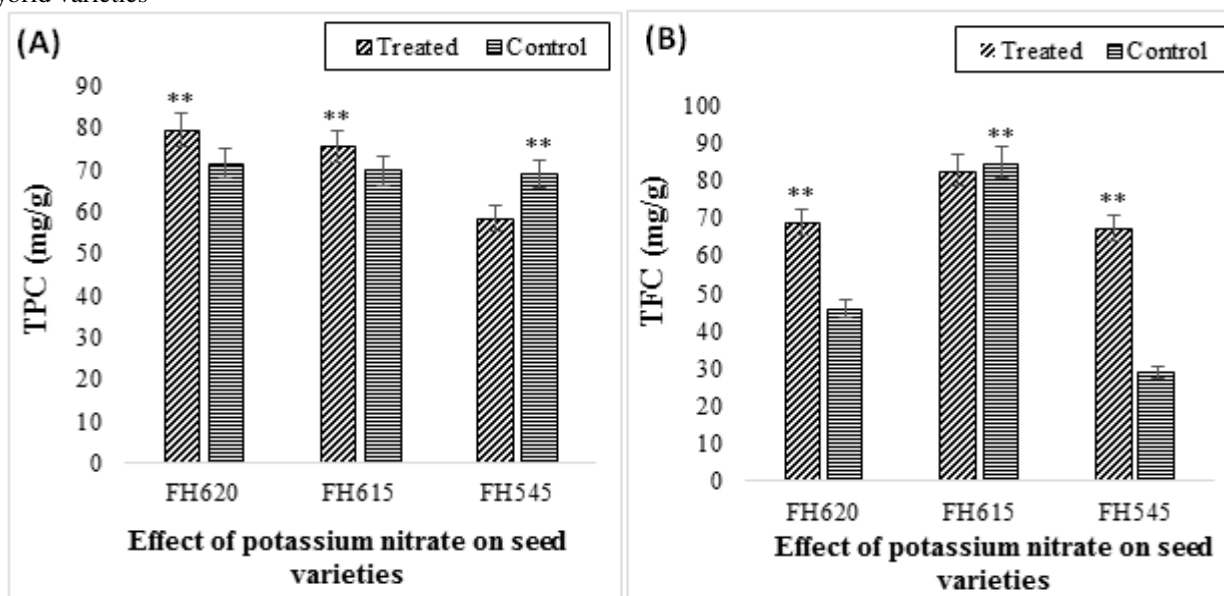 ybrid varieties
(A)
Treated Control
90
80
70
60
50
40
30
20
10
0
TPC (mg/g)
** ** **
FH620 FH615 FH545
Effect of potassium nitrate on seed
varieties
(B)
Treated Control
100
90
80
70
60
50
40
30
20
10
0
TFC (mg/g)
** ** **
FH620 FH615 FH545
Effect of potassium nitrate on seed
varieties